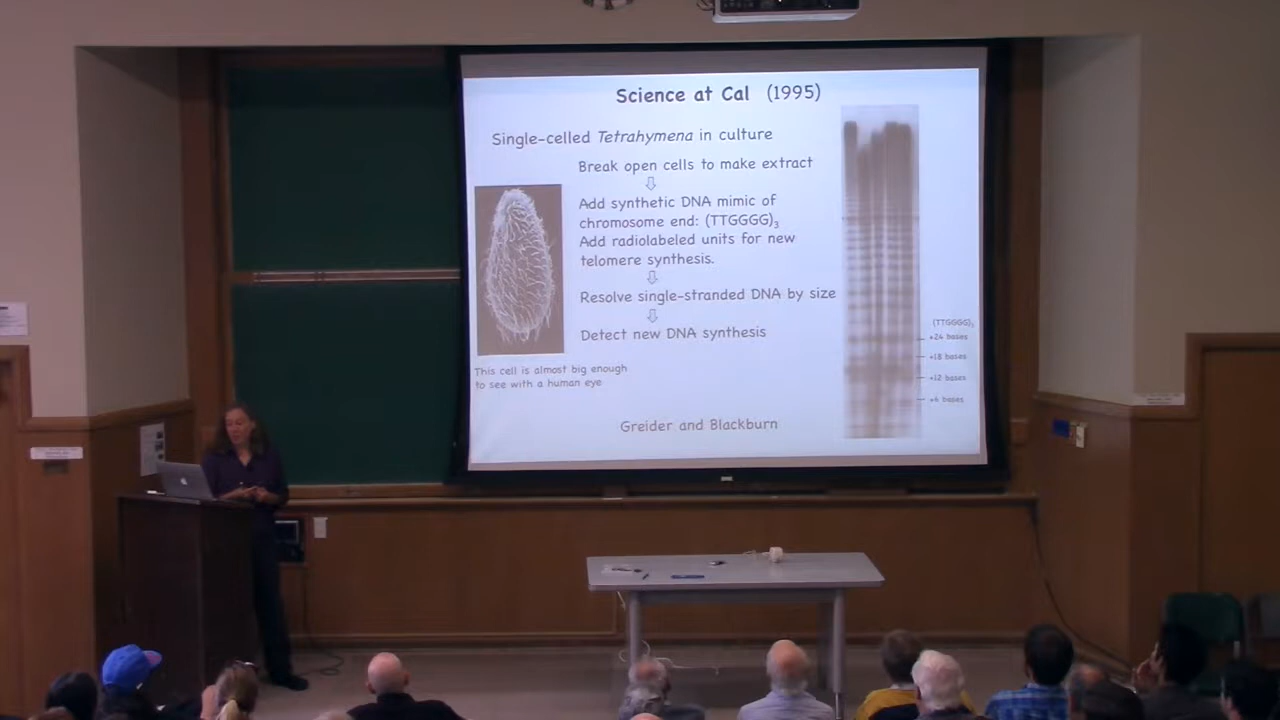 Science at Cal (1995)
Single-celled Tetrahymena in culture
Break open cells to make extract
Add synthetic DNA mimic of
chromosome end: (TTGGGG)₃
Add radiolabeled units for new
telomere synthesis.
Resolve single-stranded DNA by size
Detect new DNA synthesis
This cell is almost big enough
to see with a human eye
Greider and Blackburn
(TTGGGG)₃
+24 bases
+18 bases
+12 bases
+6 bases